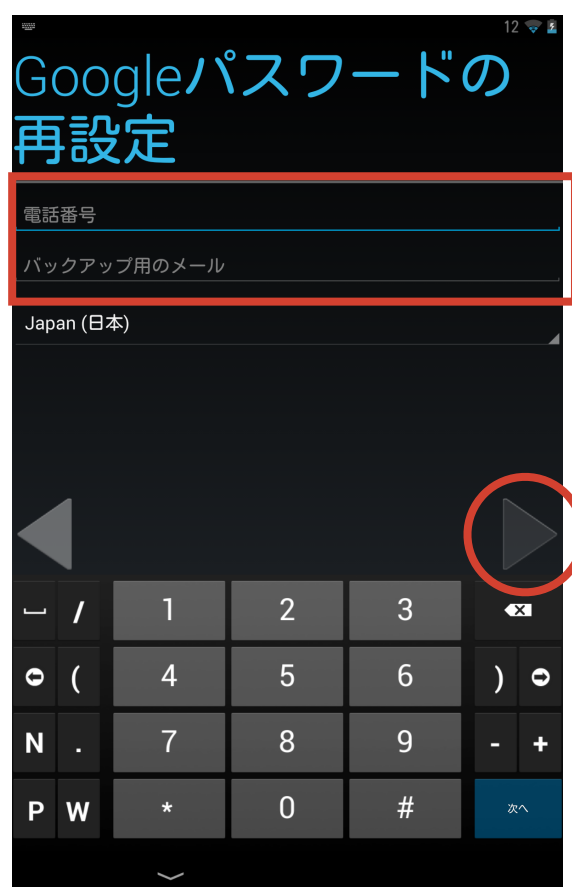 12
Googleパスワードの
再設定
電話番号
バックアップ用のメール
Japan (日本)
/ 1 2 3
( 4 5 6 )
N . 7 8 9 - +
P W * 0 # 次へ